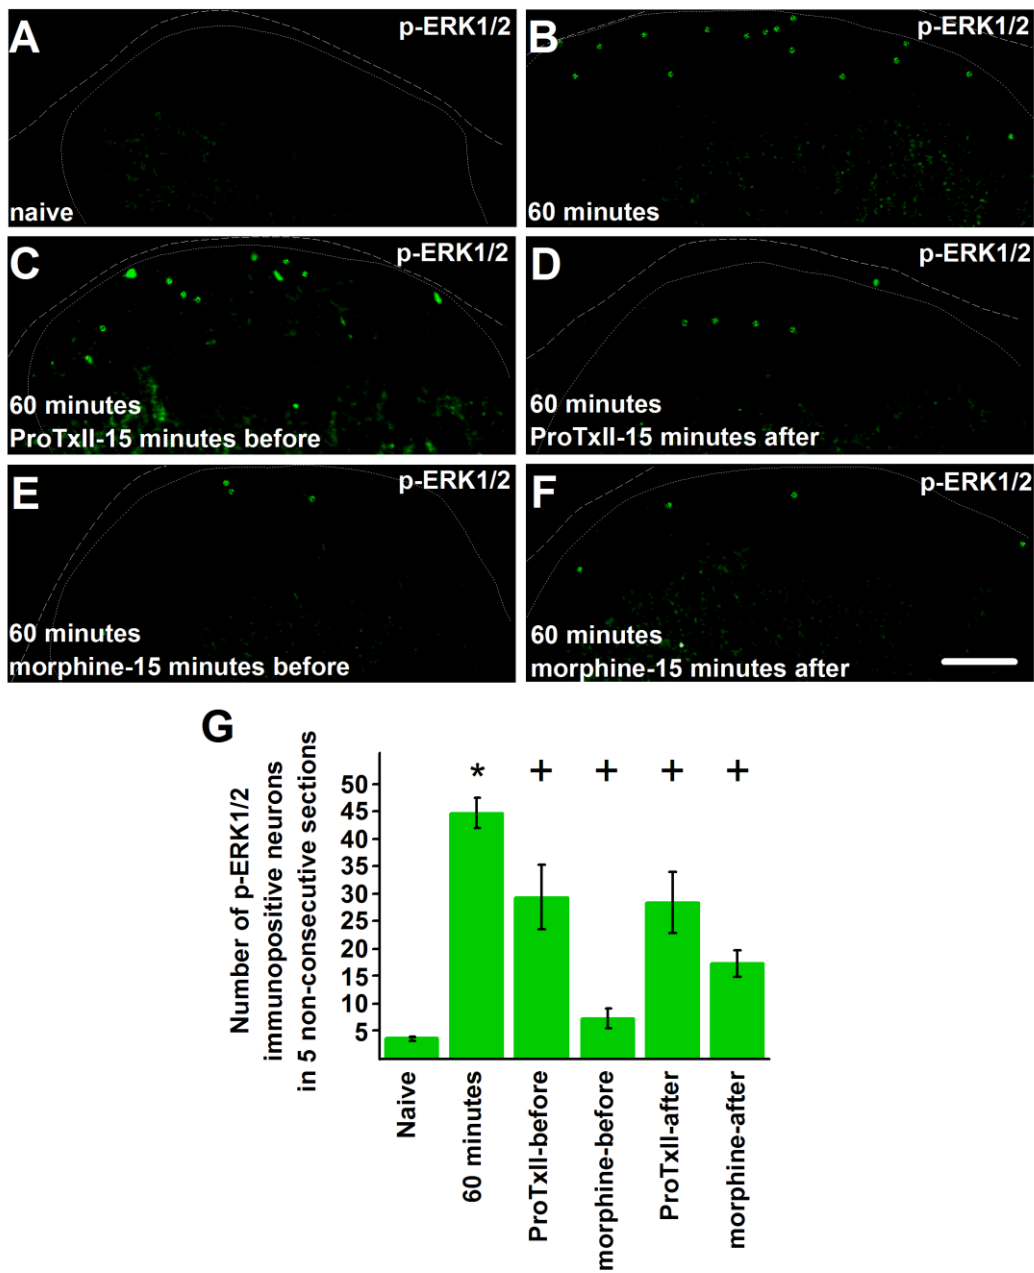 A
p-ERK1/2
naive
B
p-ERK1/2
60 minutes
C
p-ERK1/2
60 minutes
ProTxII-15 minutes before
D
p-ERK1/2
60 minutes
ProTxII-15 minutes after
E
p-ERK1/2
60 minutes
morphine-15 minutes before
F
p-ERK1/2
60 minutes
morphine-15 minutes after
G
Number of p-ERK1/2
immunopositive neurons
in 5 non-consecutive sections
50
45
40
35
30
25
20
15
10
5
* + + + +
Naive
60 minutes
ProTxII-before
morphine-before
ProTxII-after
morphine-after